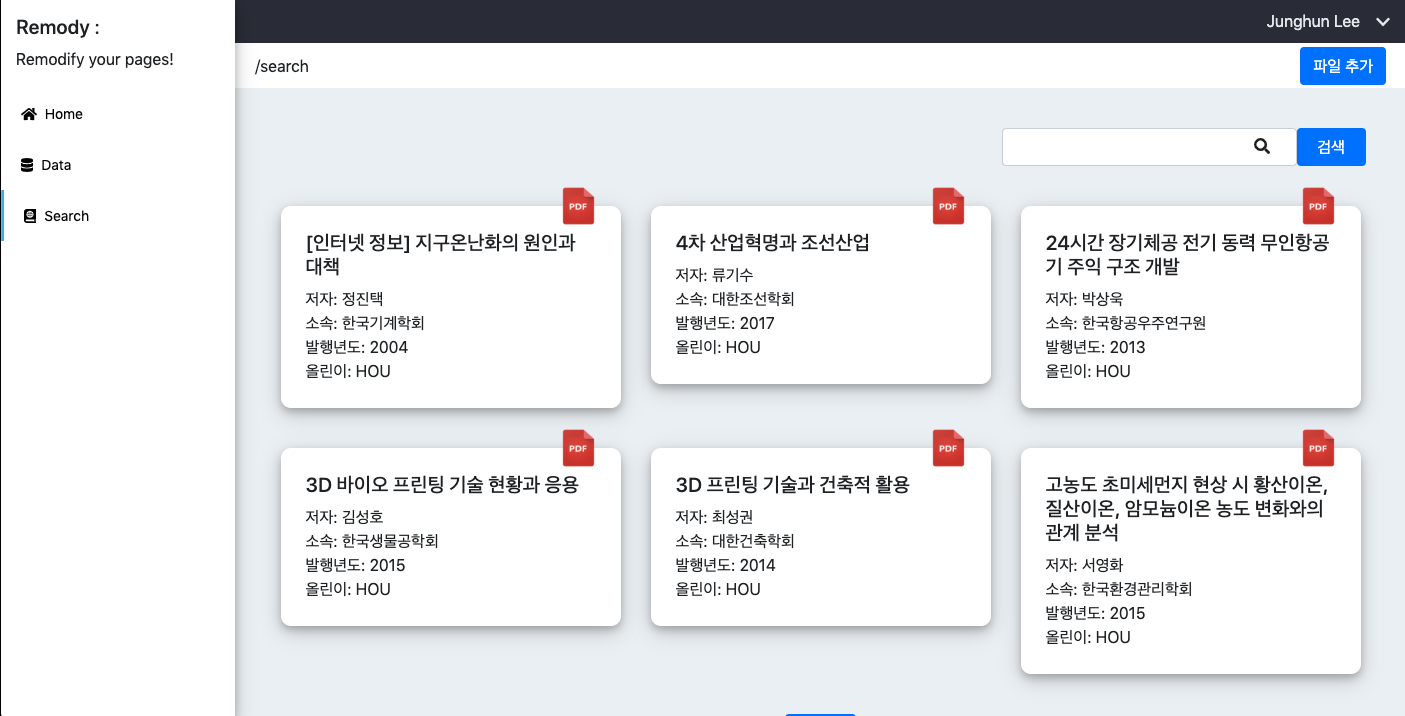 Remody :
Remodify your pages!
Home
Data
Search
Junghun Lee
/search
파일 추가
검색
PDF
[인터넷 정보] 지구온난화의 원인과
대책
저자: 정진택
소속: 한국기계학회
발행년도: 2004
올린이: HOU
PDF
4차 산업혁명과 조선산업
저자: 류기수
소속: 대한조선학회
발행년도: 2017
올린이: HOU
PDF
24시간 장기체공 전기 동력 무인항공
기 주익 구조 개발
저자: 박상욱
소속: 한국항공우주연구원
발행년도: 2013
올린이: HOU
PDF
3D 바이오 프린팅 기술 현황과 응용
저자: 김성호
소속: 한국생물공학회
발행년도: 2015
올린이: HOU
PDF
3D 프린팅 기술과 건축적 활용
저자: 최성권
소속: 대한건축학회
발행년도: 2014
올린이: HOU
PDF
고농도 초미세먼지 현상 시 황산이온,
질산이온, 암모늄이온 농도 변화와의
관계 분석
저자: 서영화
소속: 한국환경관리학회
발행년도: 2015
올린이: HOU